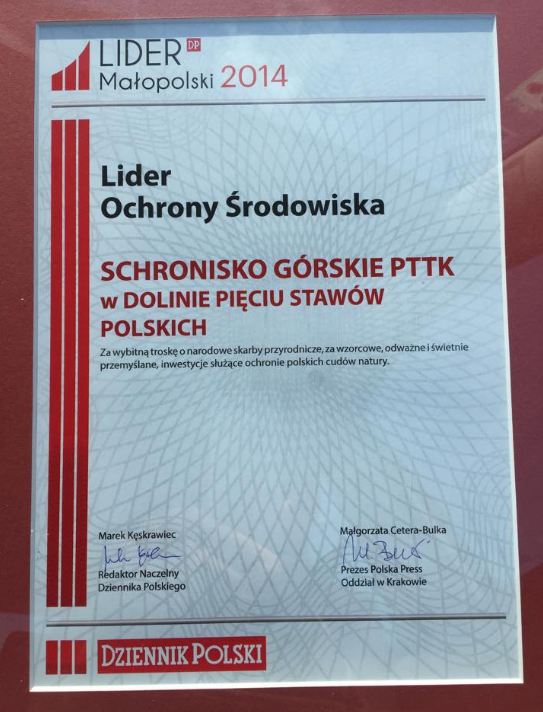 LIDER DP
Małopolski 2014
Lider
Ochrony Środowiska
SCHRONISKO GÓRSKIE PTTK
w DOLINIE PIĘCIU STAWÓW
POLSKICH
Za wybitną troskę o narodowe skarby przyrodnicze, za wzorcowe, odważne i świetnie
przemyślane, inwestycje służące ochronie polskich cudów natury.
Marek Kęskrawiec
Redaktor Naczelny
Dziennika Polskiego
Małgorzata Cetera-Bulka
Prezes Polska Press
Oddział w Krakowie
DZIENNIK POLSKI